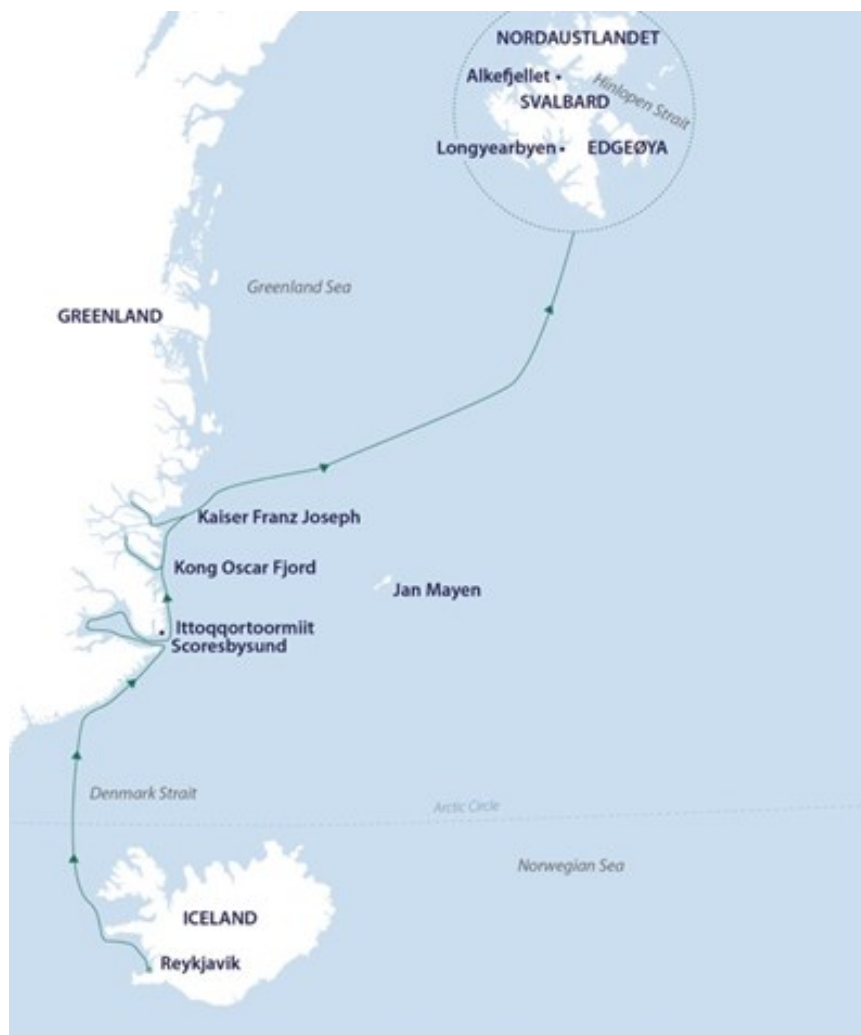 NORDAUSTLANDET
Alkefjellet
Hinlopen Strait
SVALBARD
Longyearbyen
EDGEØYA
Greenland Sea
GREENLAND
Kaiser Franz Joseph
Kong Oscar Fjord
Jan Mayen
Ittoqqortoormiit
Scoresbysund
Denmark Strait
Arctic Circle
Norwegian Sea
ICELAND
Reykjavik